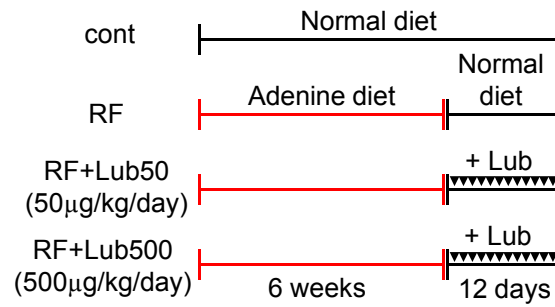 Normal diet
cont
Normal
diet
Adenine diet
RF
+ Lub
RF+Lub50
(50μg/kg/day)
+ Lub
RF+Lub500
(500μg/kg/day)
6 weeks
12 days